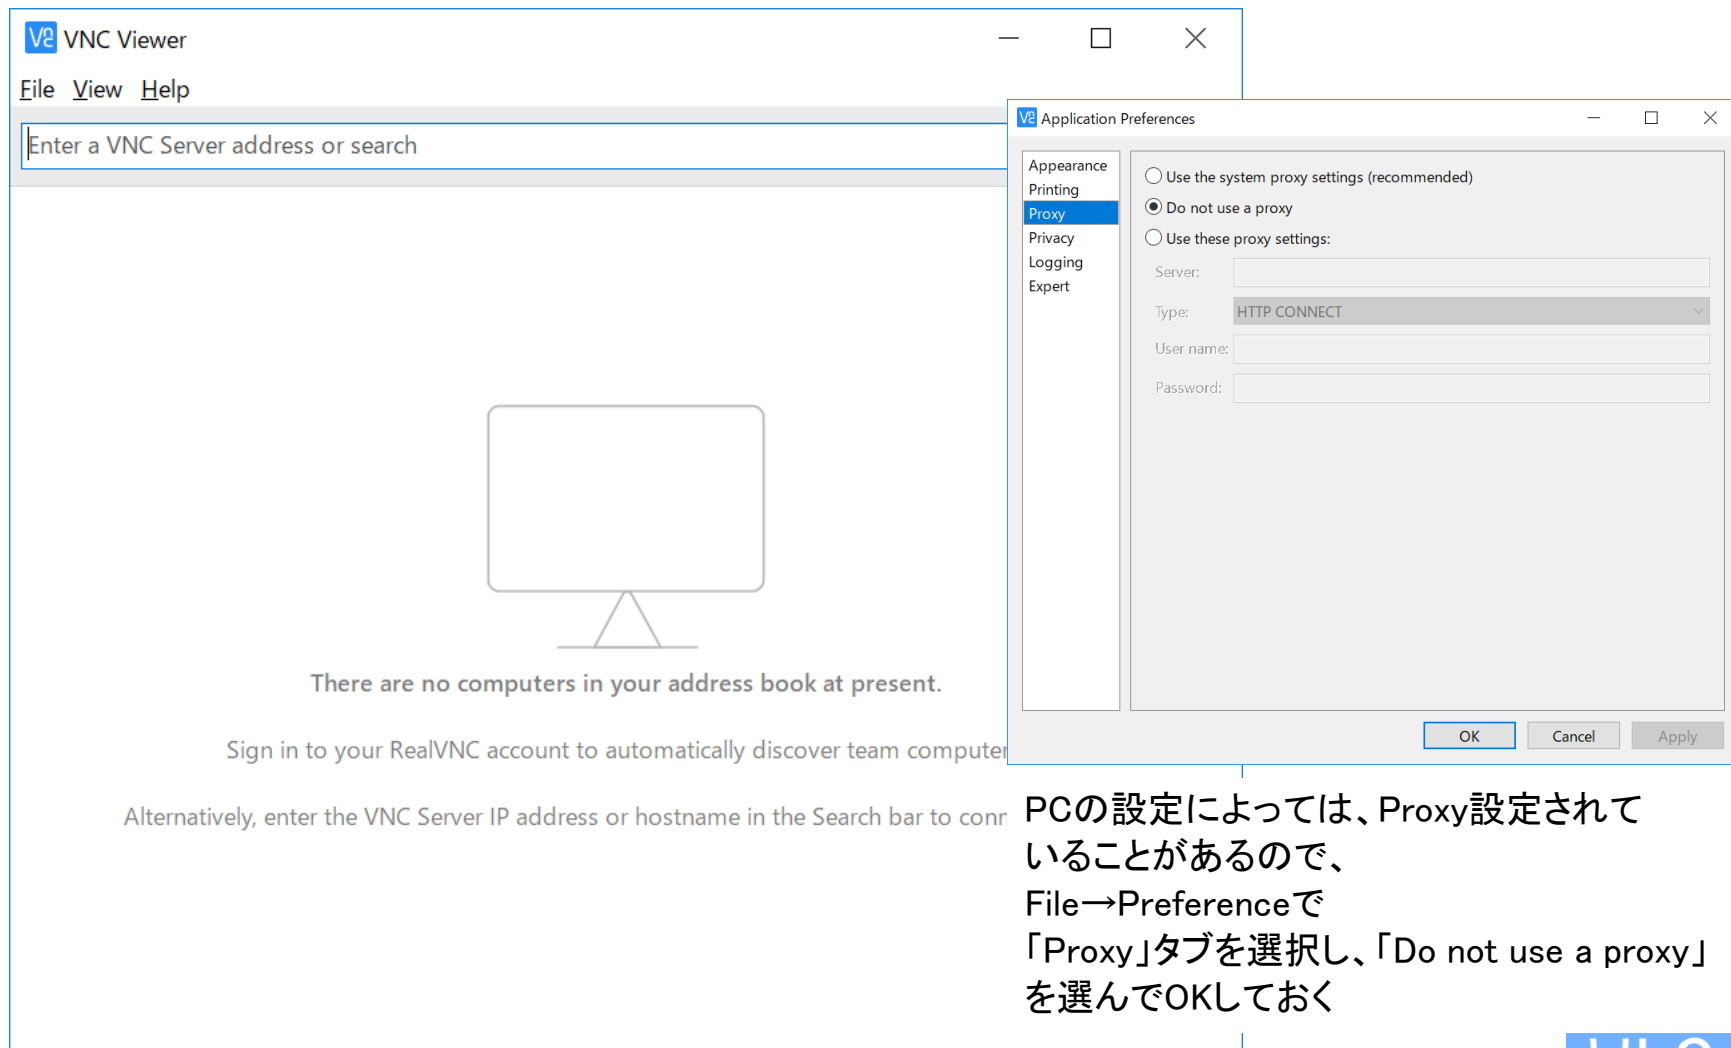 VNC Viewer
File View Help
Enter a VNC Server address or search
There are no computers in your address book at present.
Sign in to your RealVNC account to automatically discover team
Alternatively, enter the VNC Server IP address or hostname in the Search bar to
Application Preferences
Appearance
Printing
Proxy
Privacy
Logging
Expert
Use the system proxy settings (recommended)
Do not use a proxy
Use these proxy settings:
Server:
Type: HTTP CONNECT
User name:
Password:
OK Cancel Apply
PCの設定によっては、Proxy設定されて
いることがあるので、
File→Preferenceで
「Proxy」タブを選択し、「Do not use a proxy」
を選んでOKしておく